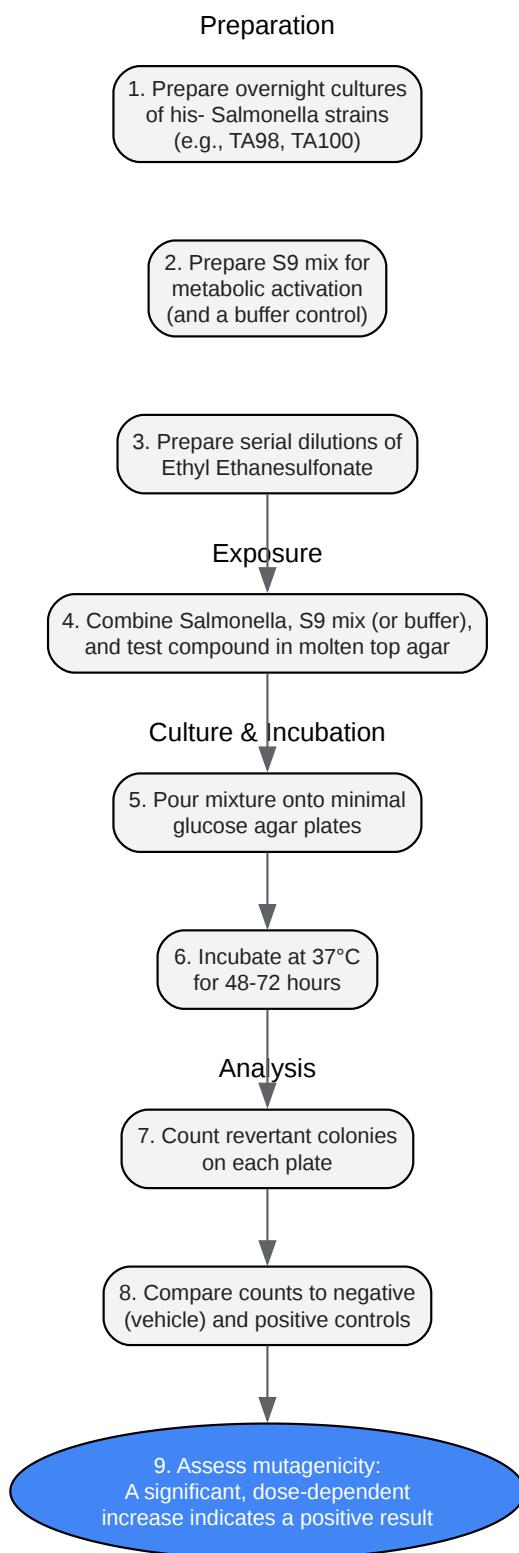 Preparation
1. Prepare overnight cultures
of his- Salmonella strains
(e.g., TA98, TA100)
2. Prepare S9 mix for
metabolic activation
(and a buffer control)
3. Prepare serial dilutions of
Ethyl Ethanesulfonate
Exposure
4. Combine Salmonella, S9 mix (or buffer),
and test compound in molten top agar
Culture & Incubation
5. Pour mixture onto minimal
glucose agar plates
6. Incubate at 37°C
for 48-72 hours
Analysis
7. Count revertant colonies
on each plate
8. Compare counts to negative
(vehicle) and positive controls
9. Assess mutagenicity:
A significant, dose-dependent
increase indicates a positive result